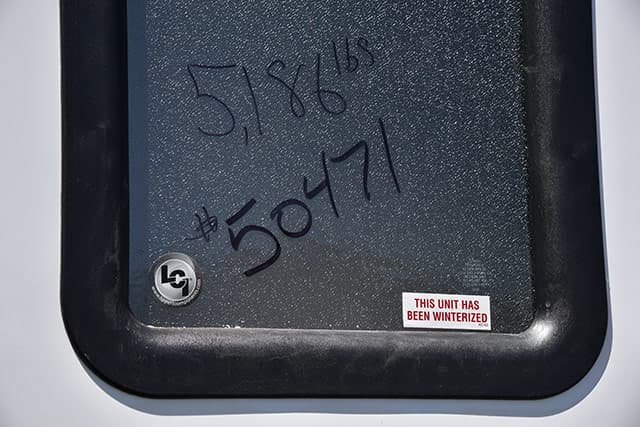 5,186 lbs
# 50471
LCI
THIS UNIT HAS
BEEN WINTERIZED